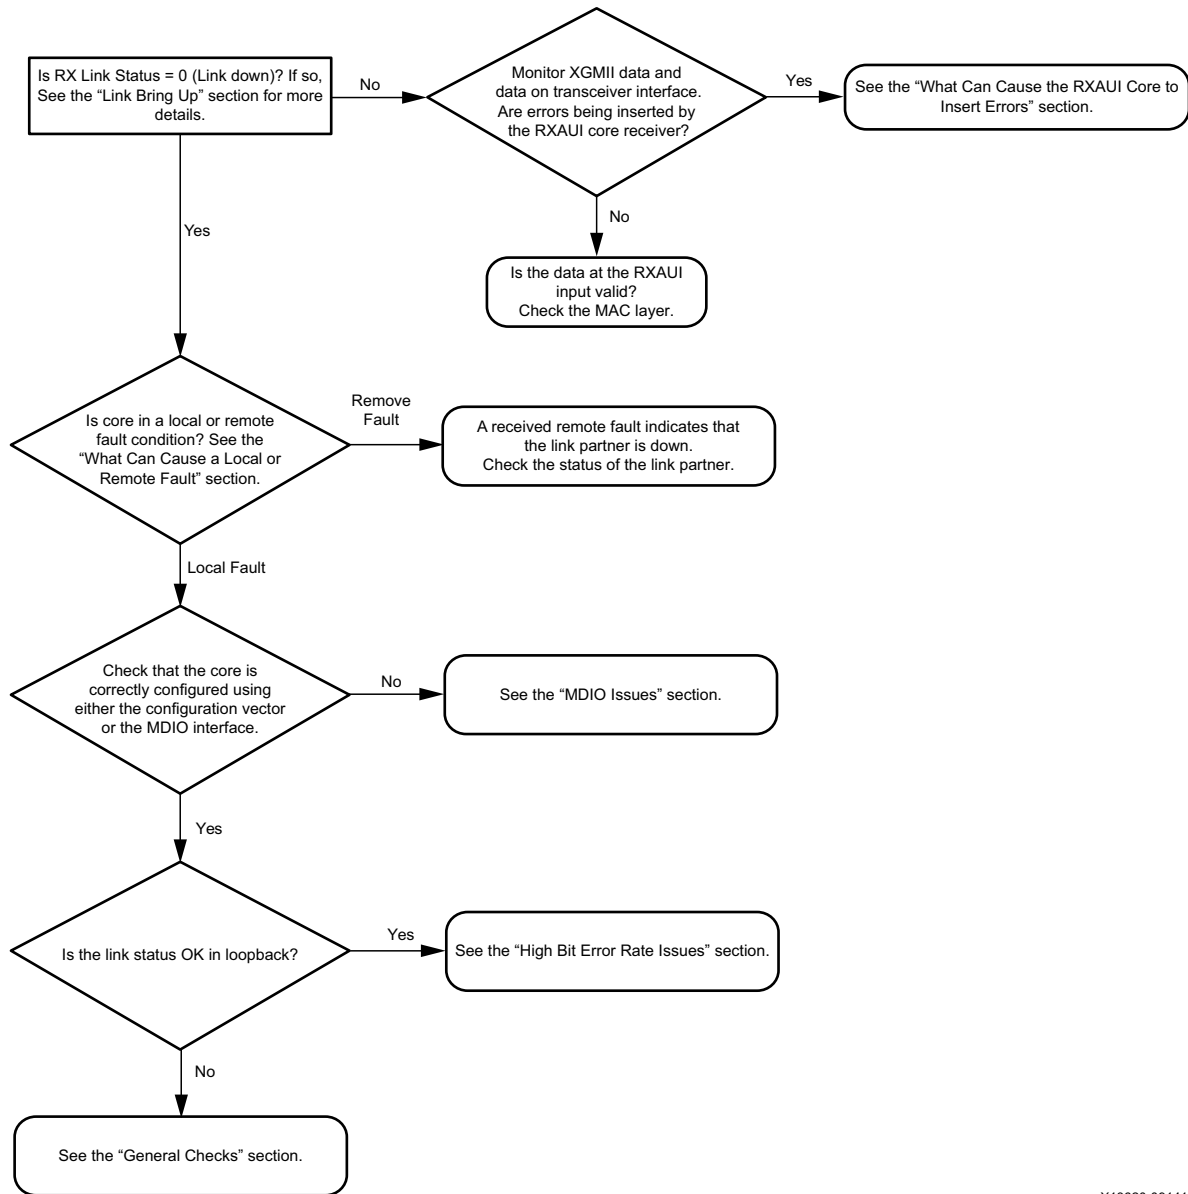 Is RX Link Status = 0 (Link down)? If so,
See the “Link Bring Up” section for more
details.
No
Monitor XGMII data and
data on transceiver interface.
Are errors being inserted by
the RXAUI core receiver?
Yes
See the “What Can Cause the RXAUI Core to
Insert Errors” section.
No
Is the data at the RXAUI
input valid?
Check the MAC layer.
Yes
Is core in a local or remote
fault condition? See the
“What Can Cause a Local or
Remote Fault” section.
Remove
Fault
A received remote fault indicates that
the link partner is down.
Check the status of the link partner.
Local Fault
Check that the core is
correctly configured using
either the configuration vector
or the MDIO interface.
No
See the “MDIO Issues” section.
Yes
Is the link status OK in loopback?
Yes
See the “High Bit Error Rate Issues” section.
No
See the “General Checks” section.